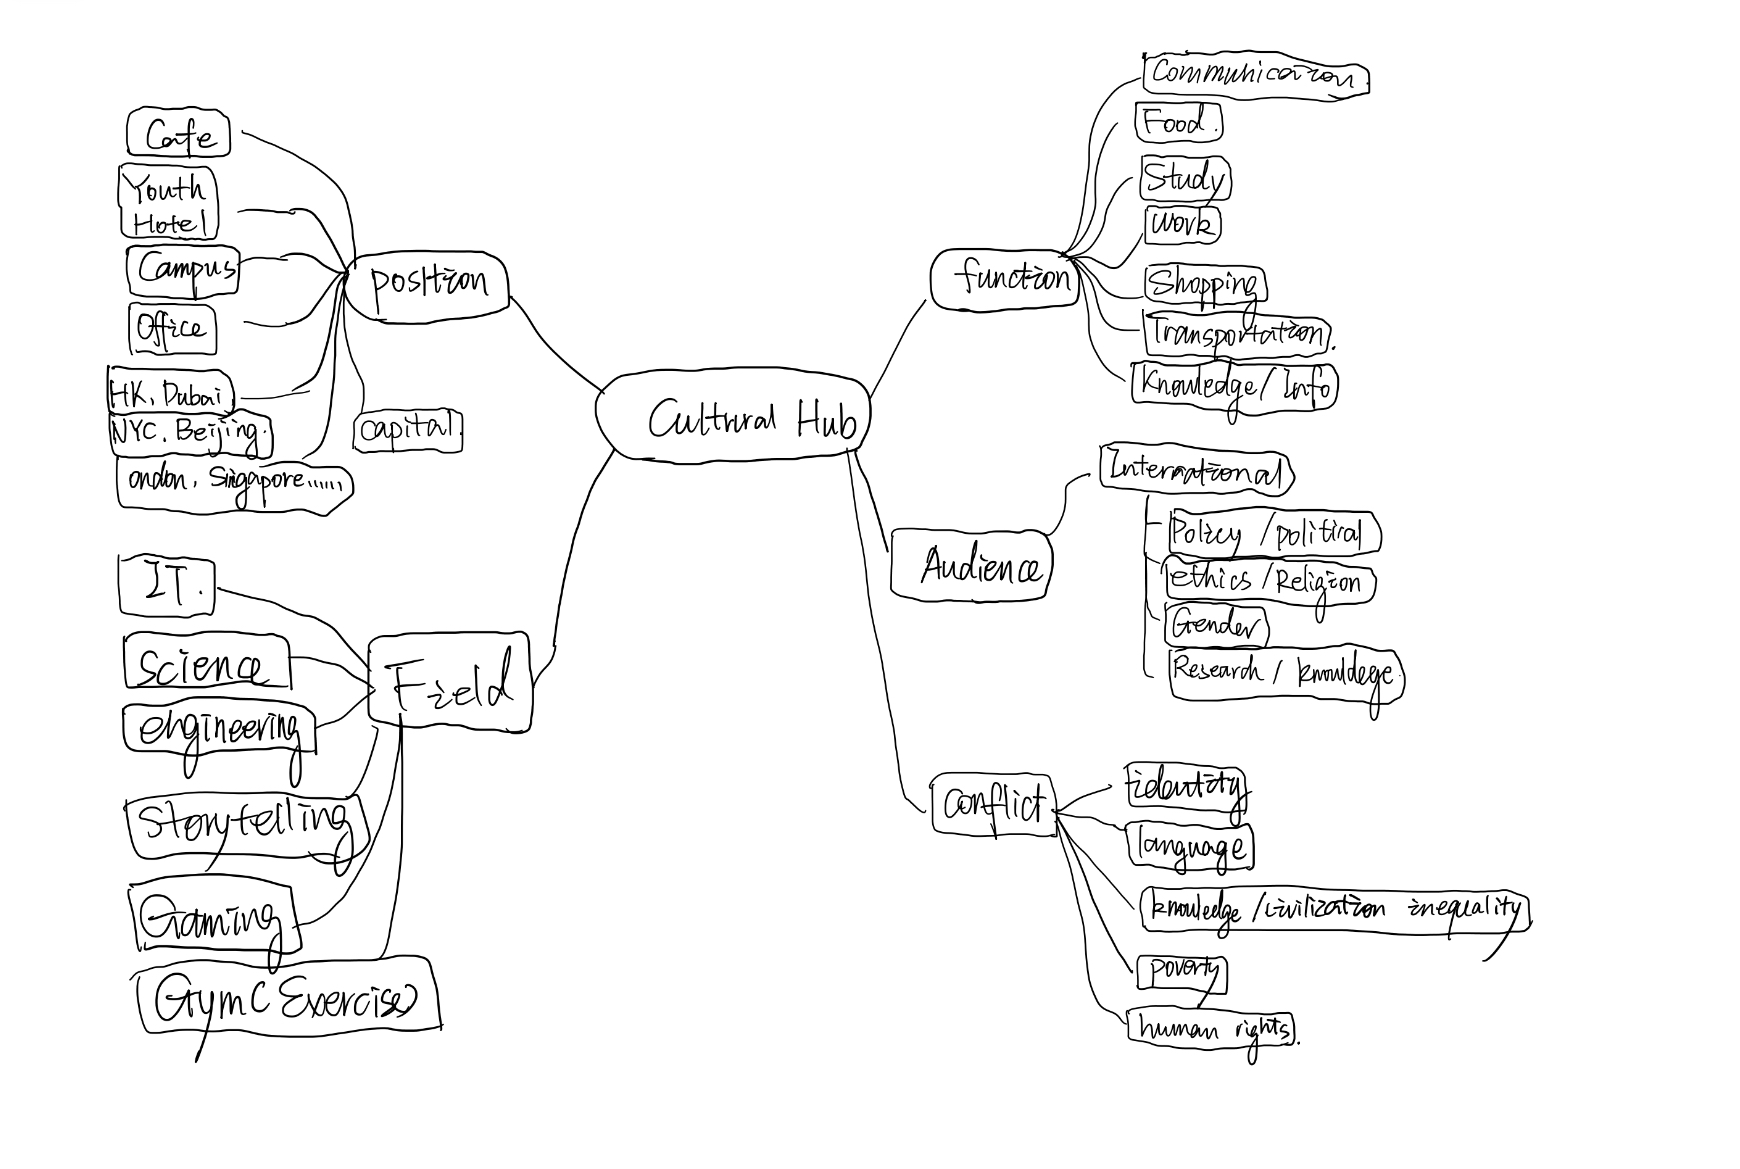 Cultural Hub
position
Cafe
Youth
Hotel
Campus
Office
HK, Dubai
NYC, Beijing.
ondon, Singapore......
capital.
Field
IT.
Science
engineering
Storytelling
Gaming
Gym (Exercise)
function
Communication
Food.
Study
Work
Shopping
Transportation.
Knowledge / Info
Audience
International
Policy / political
ethics / Religion
Gender
Research / knowldege
Conflict
identity
language
knowledge / civilization inequality
poverty
human rights.